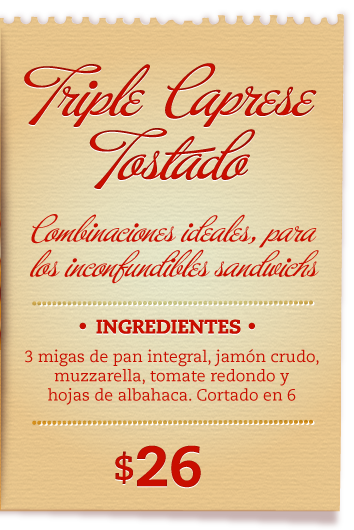 Triple Caprese
Tostado
Combinaciones ideales, para
los inconfundibles sandwichs
• INGREDIENTES •
3 migas de pan integral, jamón crudo,
muzzarella, tomate redondo y
hojas de albahaca. Cortado en 6
$26